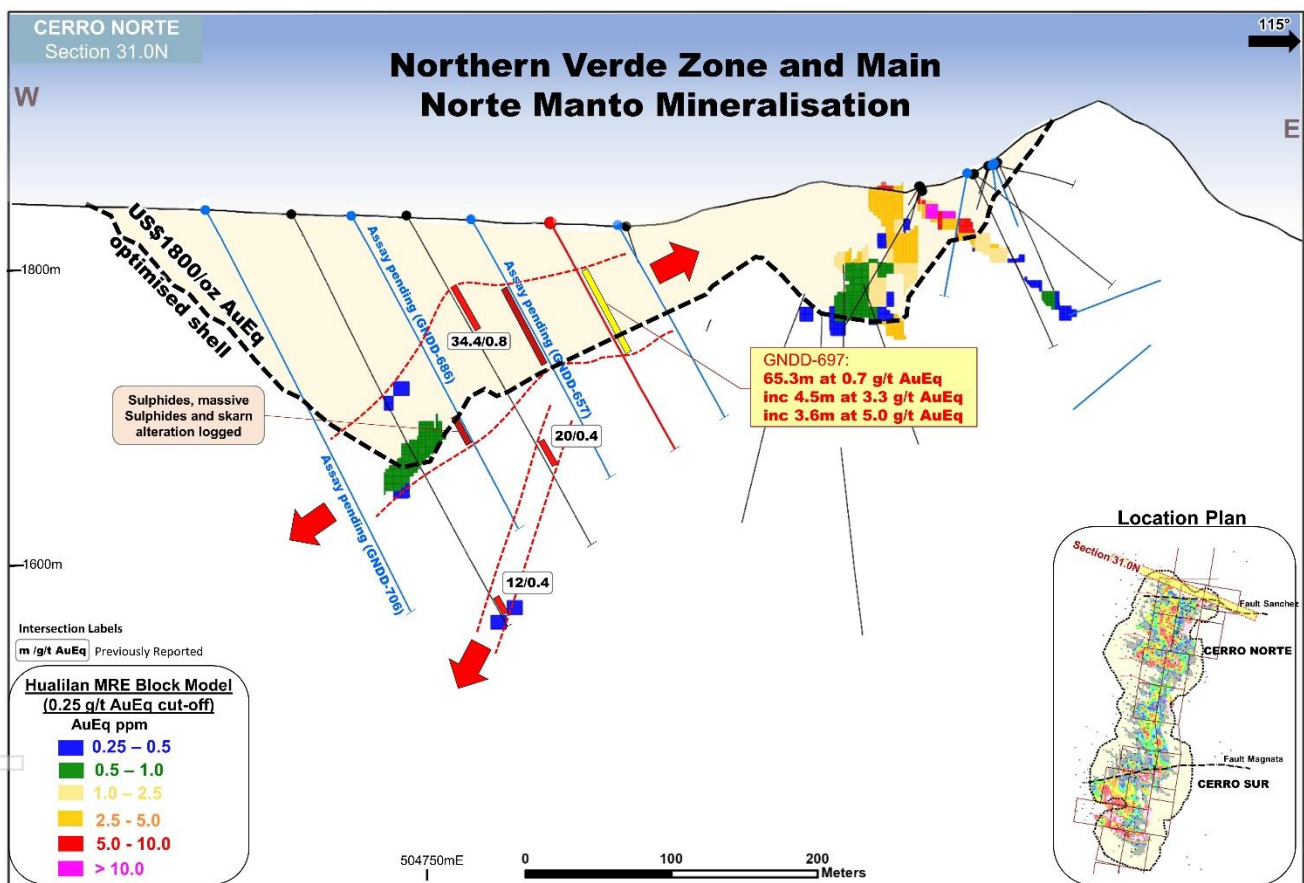 CERRO NORTE
Section 31.0N
115°
Northern Verde Zone and Main
Norte Manto Mineralisation
W
E
US$1800/oz AuEq
optimised shell
1800m
Assay pending (GNDD-686)
Assay pending (GNDD-657)
34.4/0.8
GNDD-697:
65.3m at 0.7 g/t AuEq
inc 4.5m at 3.3 g/t AuEq
inc 3.6m at 5.0 g/t AuEq
Sulphides, massive
Sulphides and skarn
alteration logged
20/0.4
Assay pending (GNDD-706)
1600m
12/0.4
Intersection Labels
m /g/t AuEq Previously Reported
Hualilan MRE Block Model
(0.25 g/t AuEq cut-off)
AuEq ppm
0.25 – 0.5
0.5 – 1.0
1.0 – 2.5
2.5 - 5.0
5.0 - 10.0
> 10.0
504750mE
0 100 200
Meters
Location Plan
Section 31.0N
Fault Sanchez
CERRO NORTE
Fault Magnata
CERRO SUR